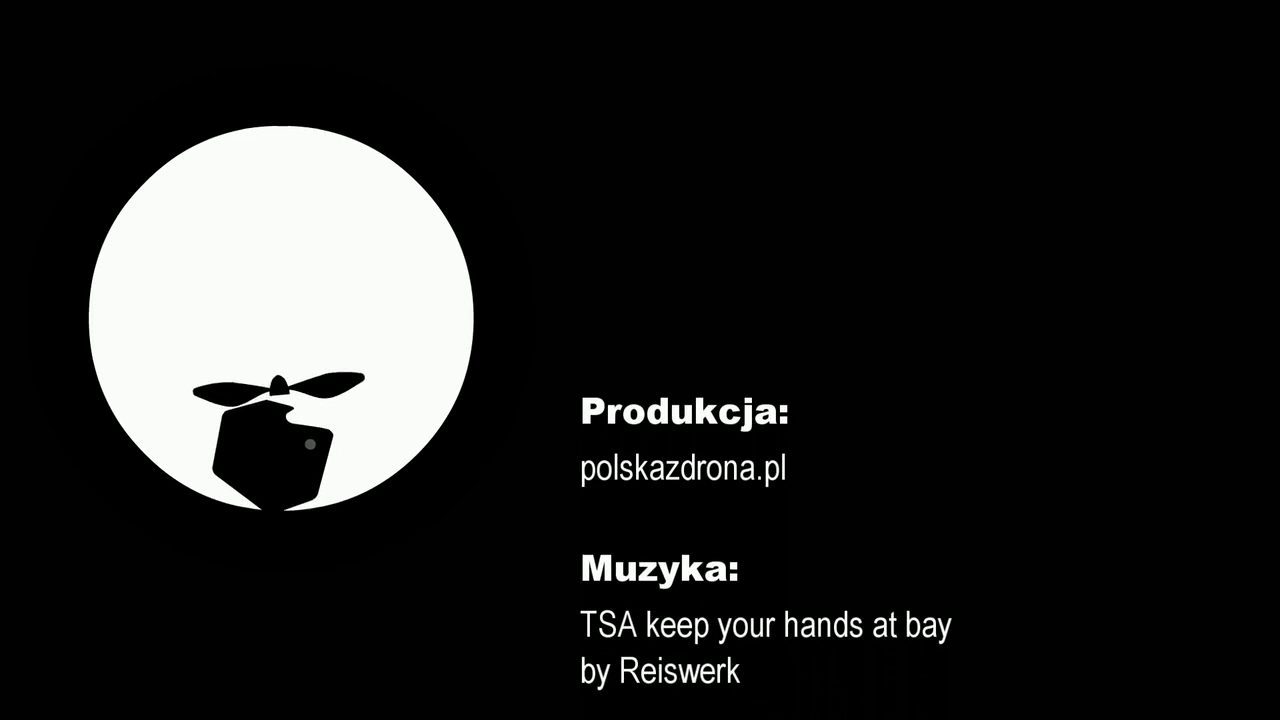 Produkcja:
polskazdrona.pl
Muzyka:
TSA keep your hands at bay
by Reiswerk